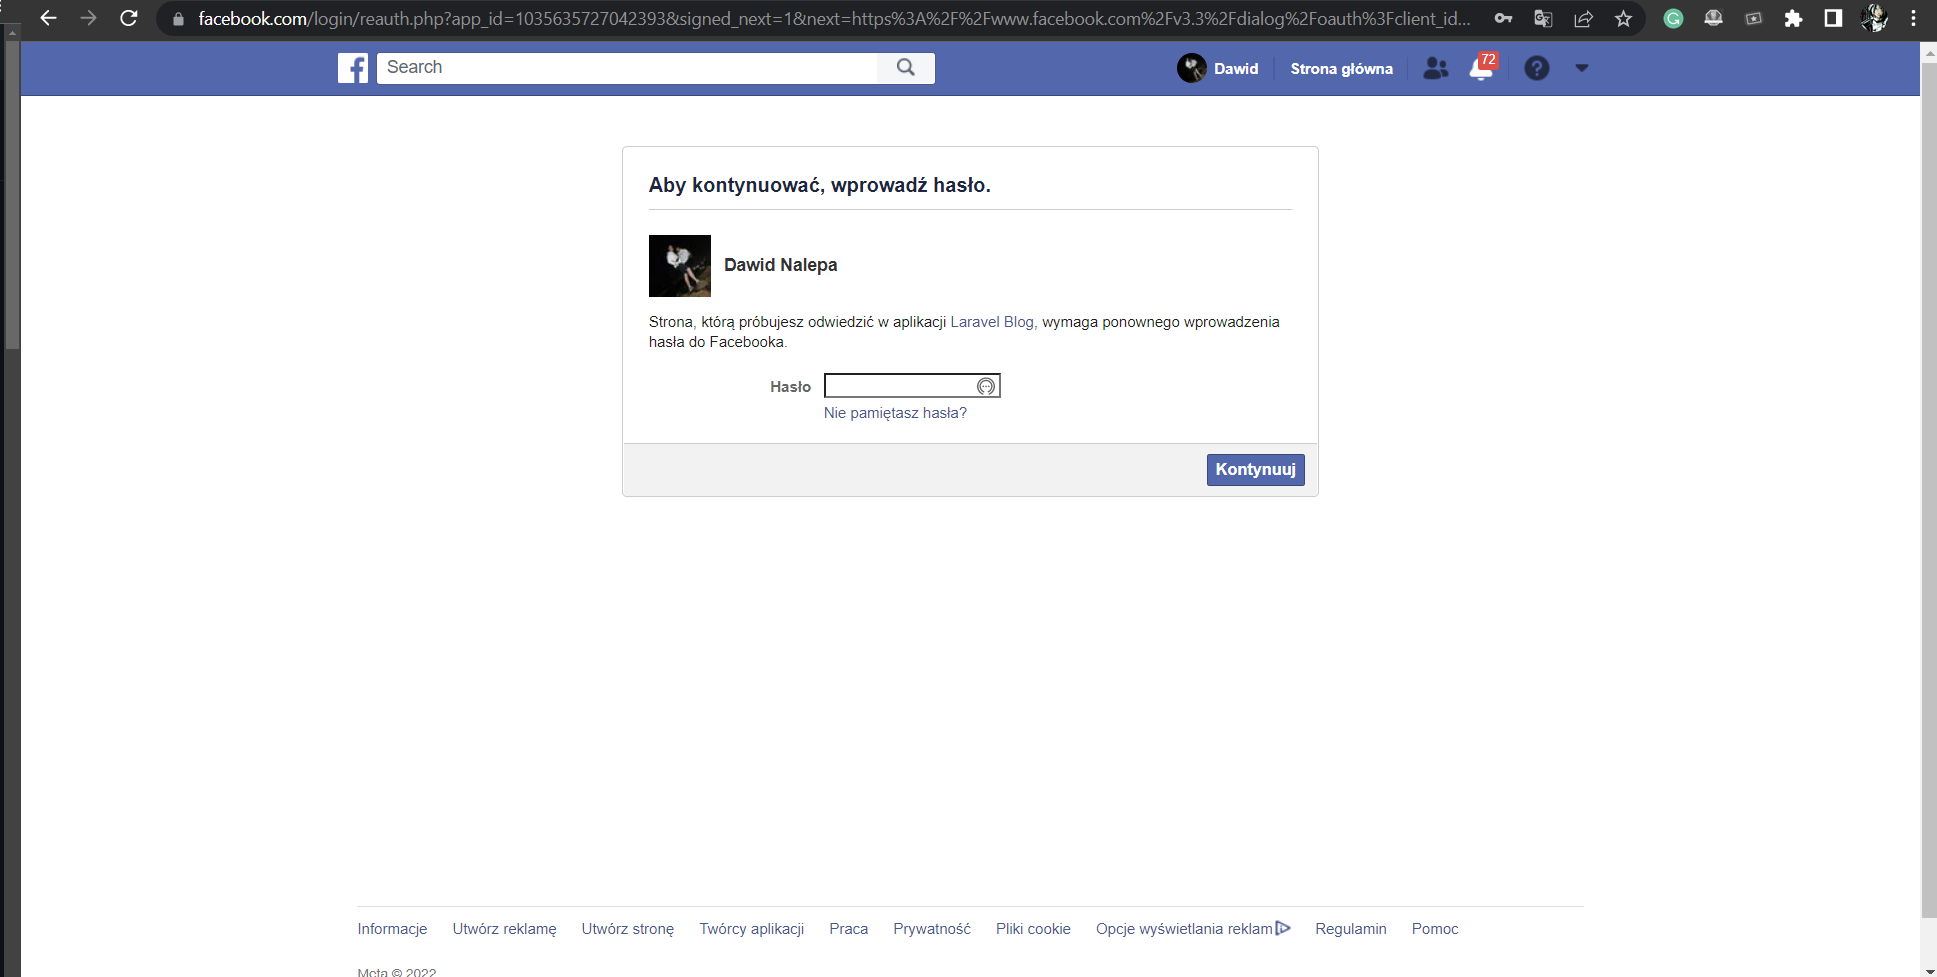 facebook.com/login/reauth.php?app_id=1035635727042393&signed_next=1&next=https%3A%2F%2Fwww.facebook.com%2Fv3.3%2Fdialog%2Foauth%3Fclient_id...
Search
Dawid
Strona główna
72
Aby kontynuować, wprowadź hasło.
Dawid Nalepa
Strona, którą próbujesz odwiedzić w aplikacji Laravel Blog, wymaga ponownego wprowadzenia
hasła do Facebooka.
Hasło
Nie pamiętasz hasła?
Kontynuuj
Informacje Utwórz reklamę Utwórz stronę Twórcy aplikacji Praca Prywatność Pliki cookie Opcje wyświetlania reklam Regulamin Pomoc
Meta © 2022